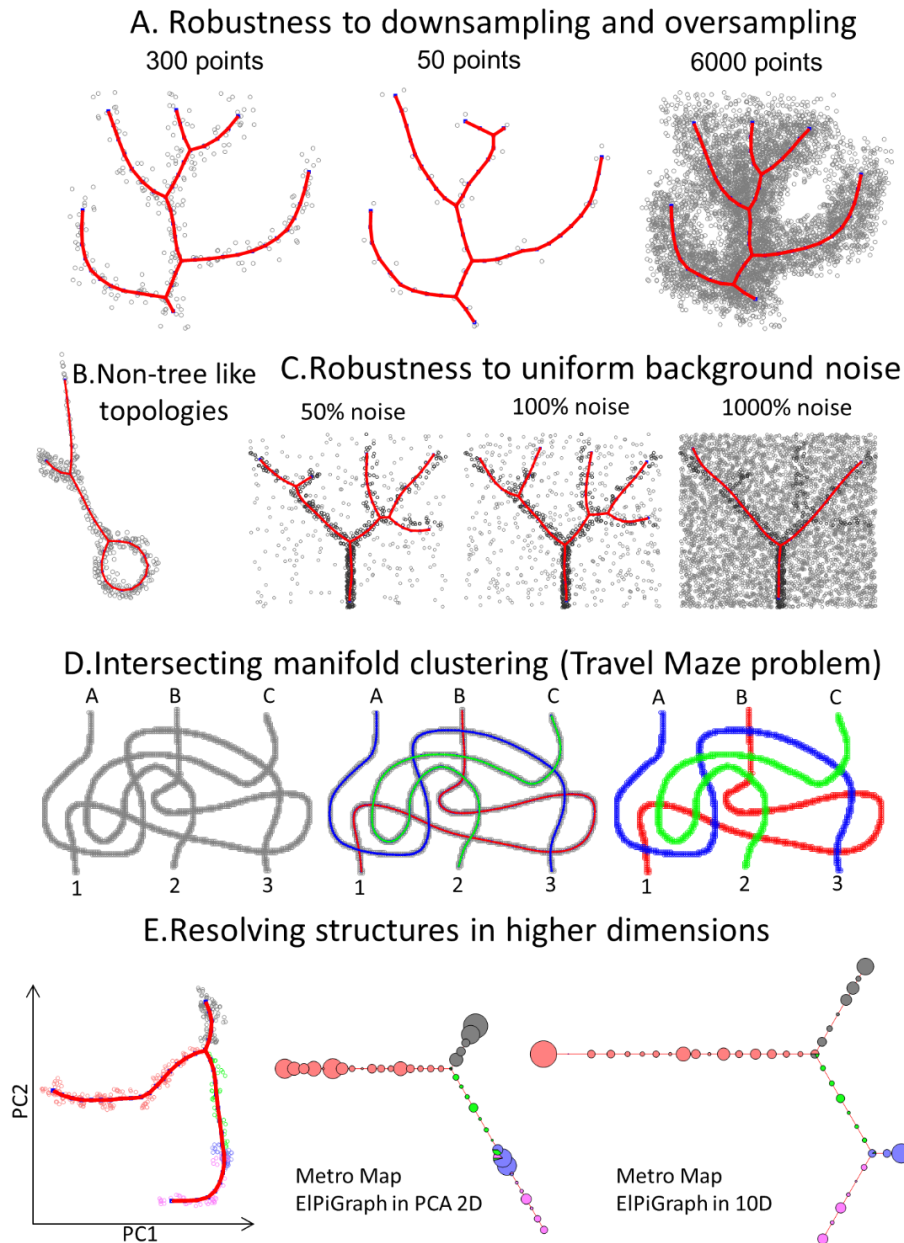 A. Robustness to downsampling and oversampling
300 points
50 points
6000 points
B.Non-tree like
topologies
C.Robustness to uniform background noise
50% noise
100% noise
1000% noise
D.Intersecting manifold clustering (Travel Maze problem)
A
B
C
A
B
C
A
B
C
1
2
3
1
2
3
1
2
3
E.Resolving structures in higher dimensions
PC2
PC1
Metro Map
ElPiGraph in PCA 2D
Metro Map
ElPiGraph in 10D